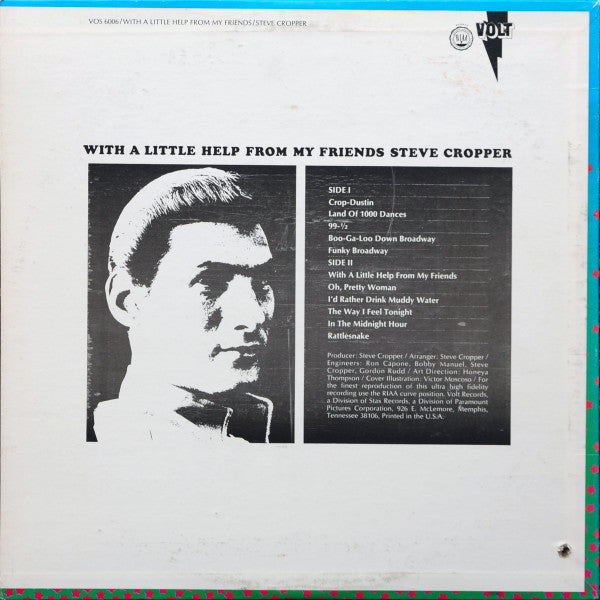 VOS 6006/WITH A LITTLE HELP FROM MY FRIENDS/STEVE CROPPER
VOLT
WITH A LITTLE HELP FROM MY FRIENDS STEVE CROPPER
SIDE I
Crop-Dustin
Land Of 1000 Dances
99-½
Boo-Ga-Loo Down Broadway
Funky Broadway
SIDE II
With A Little Help From My Friends
Oh, Pretty Woman
I'd Rather Drink Muddy Water
The Way I Feel Tonight
In The Midnight Hour
Rattlesnake
Producer: Steve Cropper / Arranger: Steve Cropper /
Engineers: Ron Capone, Bobby Manuel, Steve
Cropper, Gordon Rudd / Art Direction: Honeya
Thompson / Cover Illustration: Victor Moscoso / For
the finest reproduction of this ultra high fidelity
recording use the RIAA curve position. Volt Records,
a Division of Stax Records, a Division of Paramount
Pictures Corporation, 926 E. McLemore, Memphis,
Tennessee 38106, Printed in the U.S.A.